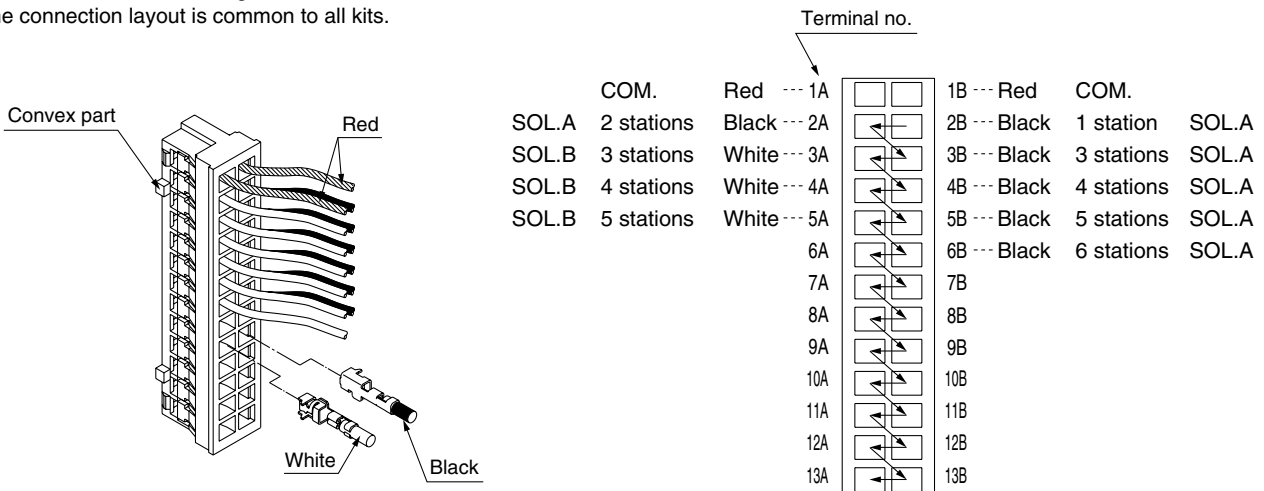 e connection layout is common to all kits.
Terminal no.
Convex part
Red
White
Black
COM. Red 1A 1B Red COM.
SOL.A 2 stations Black 2A 2B Black 1 station SOL.A
SOL.B 3 stations White 3A 3B Black 3 stations SOL.A
SOL.B 4 stations White 4A 4B Black 4 stations SOL.A
SOL.B 5 stations White 5A 5B Black 5 stations SOL.A
6A 6B Black 6 stations SOL.A
7A 7B
8A 8B
9A 9B
10A 10B
11A 11B
12A 12B
13A 13B